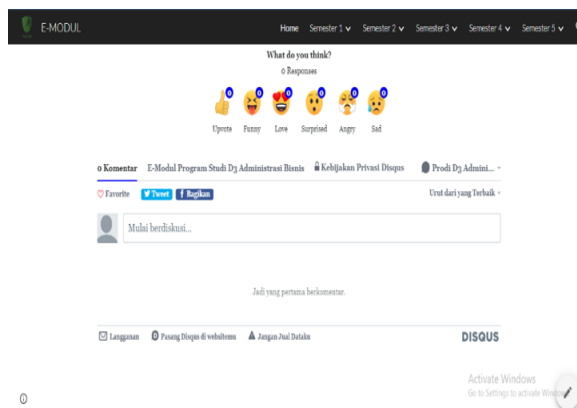 E-MODUL Home Semester 1 Semester 2 Semester 3 Semester 4 Semester 5
What do you think?
0 Responses
0 0 0 0 0 0
Upvote Funny Love Surprised Angry Sad
0 Komentar E-Modul Program Studi D3 Administrasi Bisnis Kebijakan Privasi Disqus Prodi D3 Admini...
Favorite Tweet f Bagikan Urut dari yang Terbaik
Mulai berdiskusi...
Jadi yang pertama berkomentar.
Langganan D Pasang Disqus di websitemu Jangan Jual Dataku DISQUS
Activate Windows
Go to Settings to activate Windows